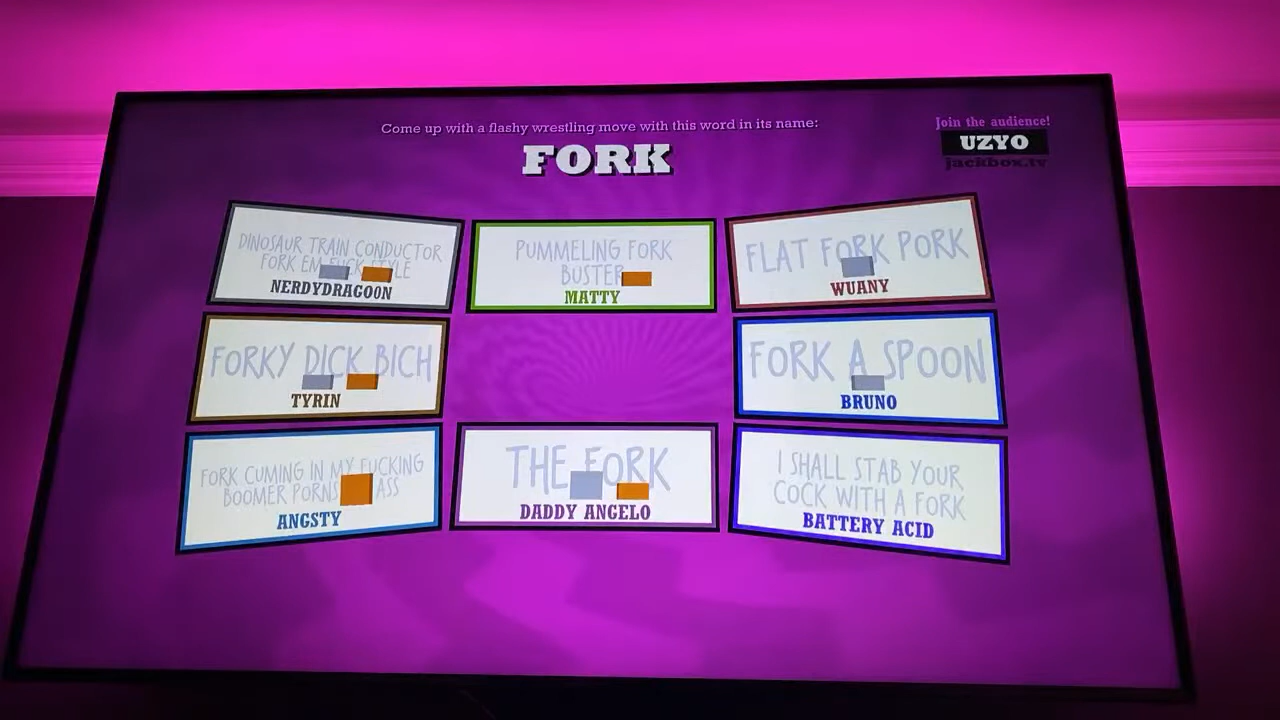 Come up with a flashy wrestling move with this word in its name:
FORK
Join the audience!
UZYO
jackbox.tv
DINOSAUR TRAIN CONDUCTOR
FORK EM FUCK STYLE
NERDYDRAGOON
PUMMELING FORK
BUSTER
MATTY
FLAT FORK PORK
WUANY
FORKY DICK BICH
TYRIN
FORK A SPOON
BRUNO
FORK CUMING IN MY FUCKING
BOOMER PORNS ASS
ANGSTY
THE FORK
DADDY ANGELO
I SHALL STAB YOUR
COCK WITH A FORK
BATTERY ACID